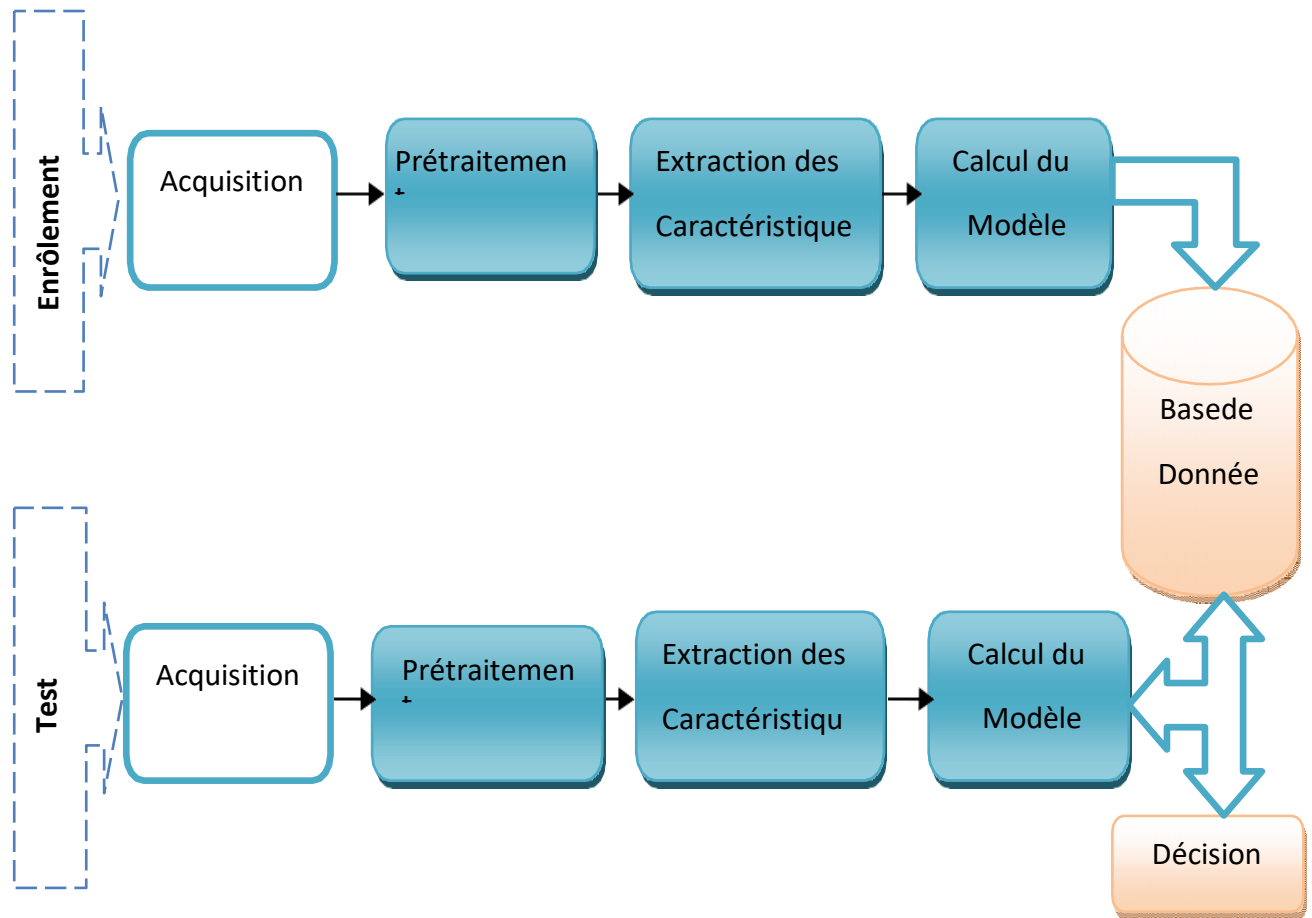 Enrôlement
Acquisition
Prétraitemen
Extraction des
Caractéristique
Calcul du
Modèle
Basede
Donnée
Test
Acquisition
Prétraitemen
Extraction des
Caractéristiqu
Calcul du
Modèle
Décision